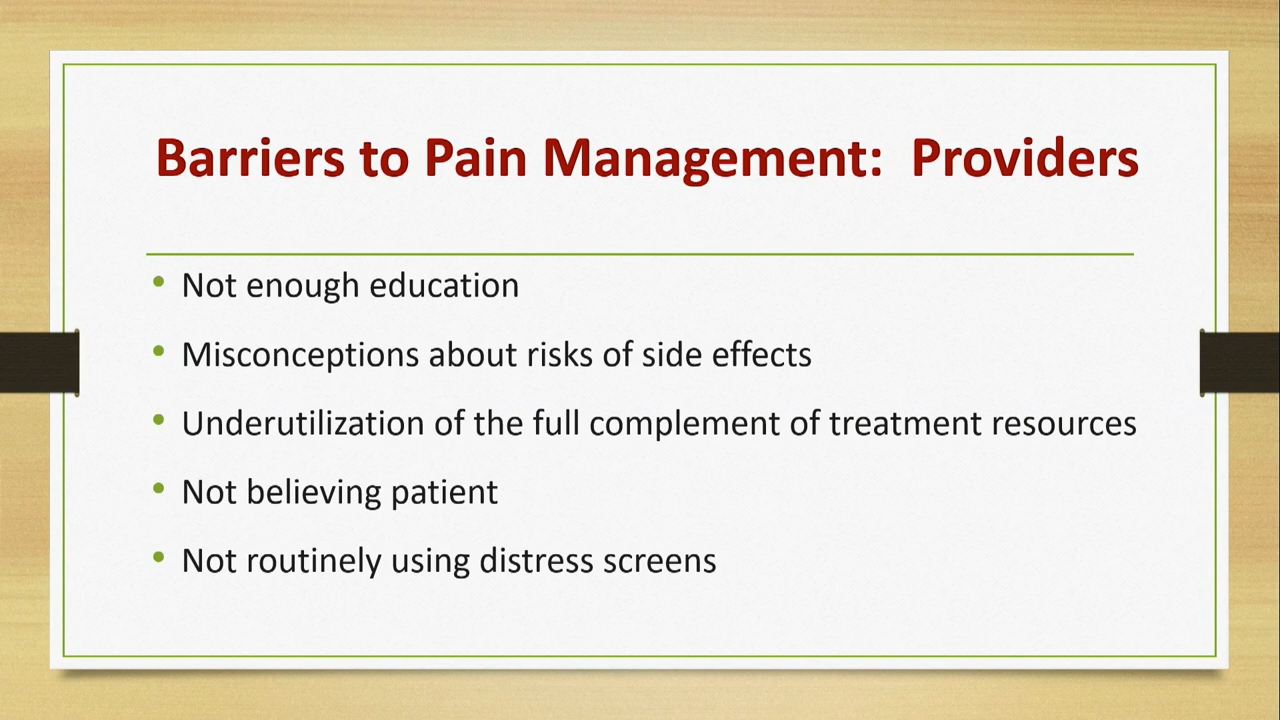 Barriers to Pain Management:  Providers
• Not enough education
• Misconceptions about risks of side effects
• Underutilization of the full complement of treatment resources
• Not believing patient
• Not routinely using distress screens